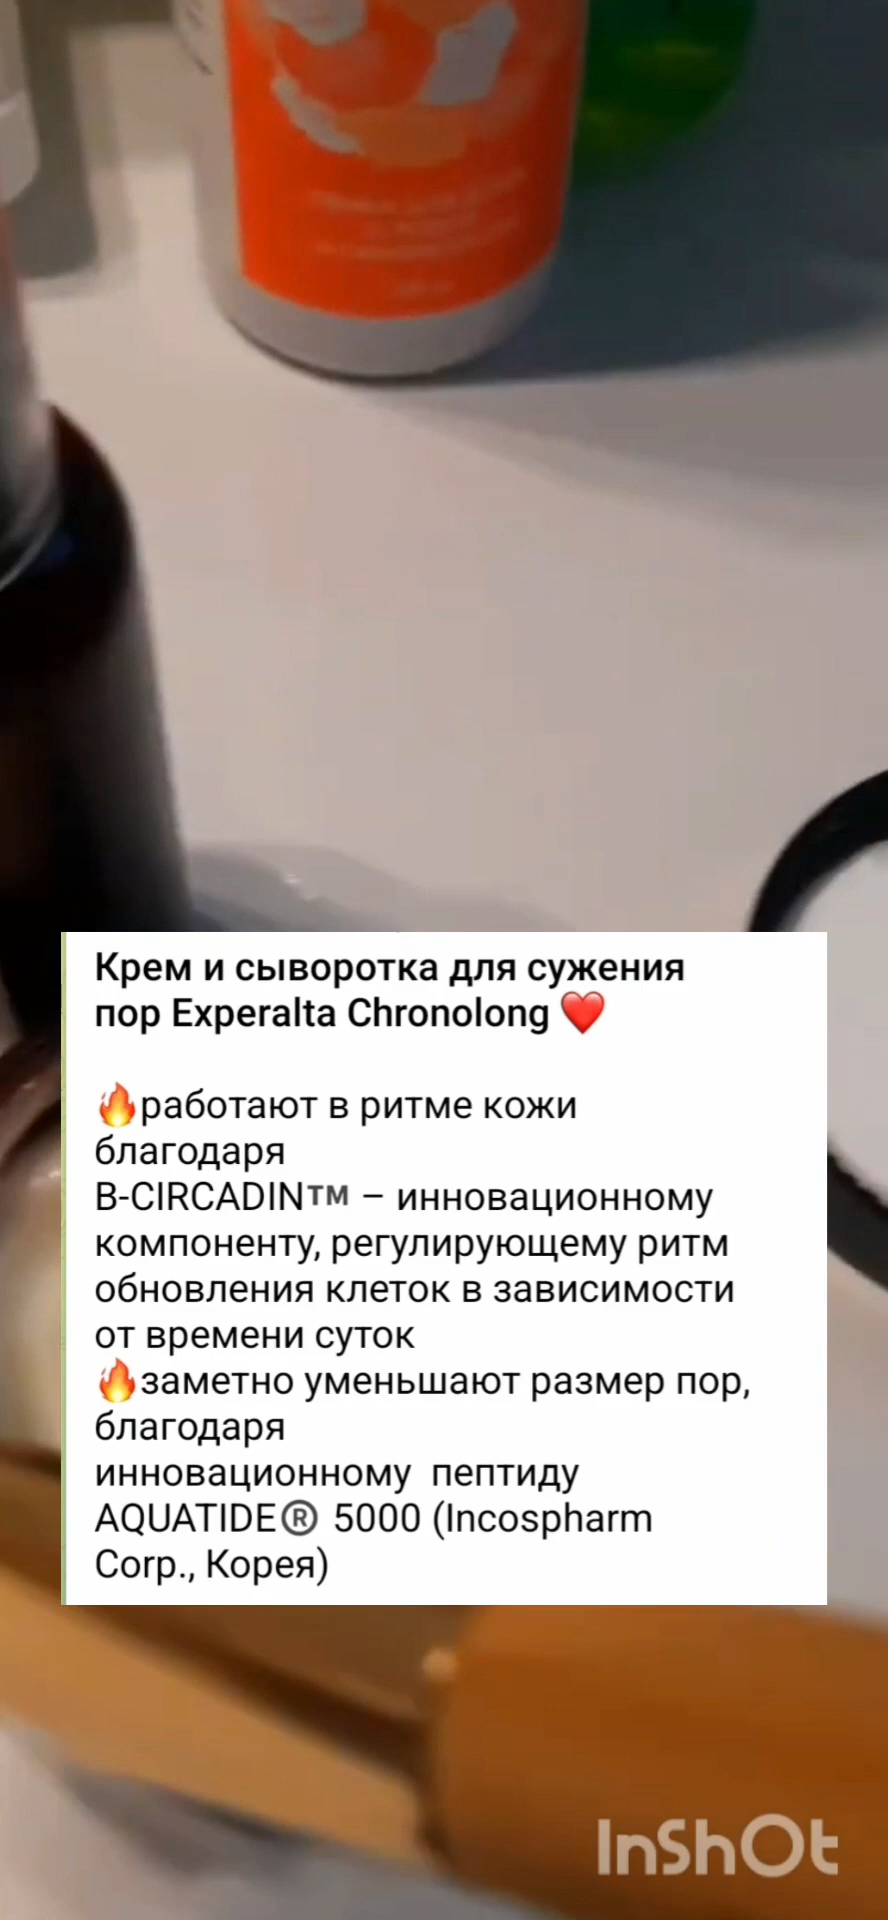 Крем и сыворотка для сужения
пор Experalta Chronolong ❤️
🔥работают в ритме кожи
благодаря
B-CIRCADIN™ – инновационному
компоненту, регулирующему ритм
обновления клеток в зависимости
от времени суток
🔥заметно уменьшают размер пор,
благодаря
инновационному  пептиду
AQUATIDE® 5000 (Incospharm
Corp., Корея)
InShOt